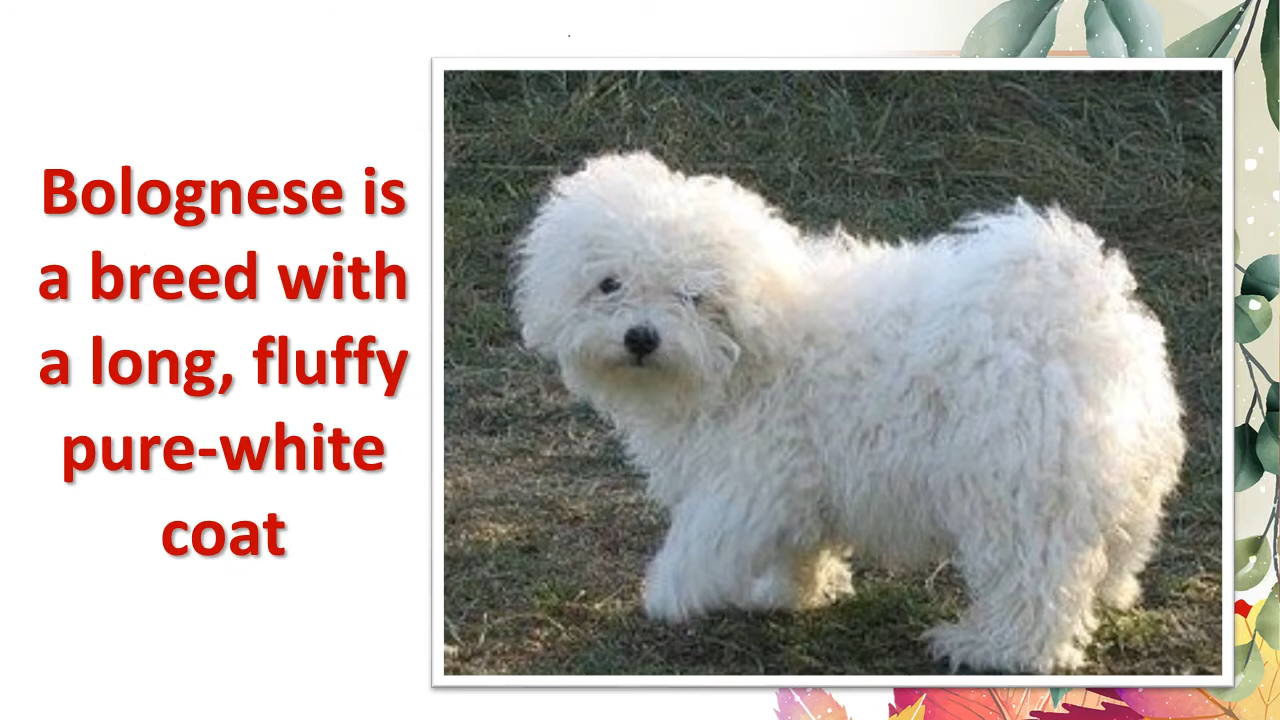 Bolognese is
a breed with
a long, fluffy
pure-white
coat